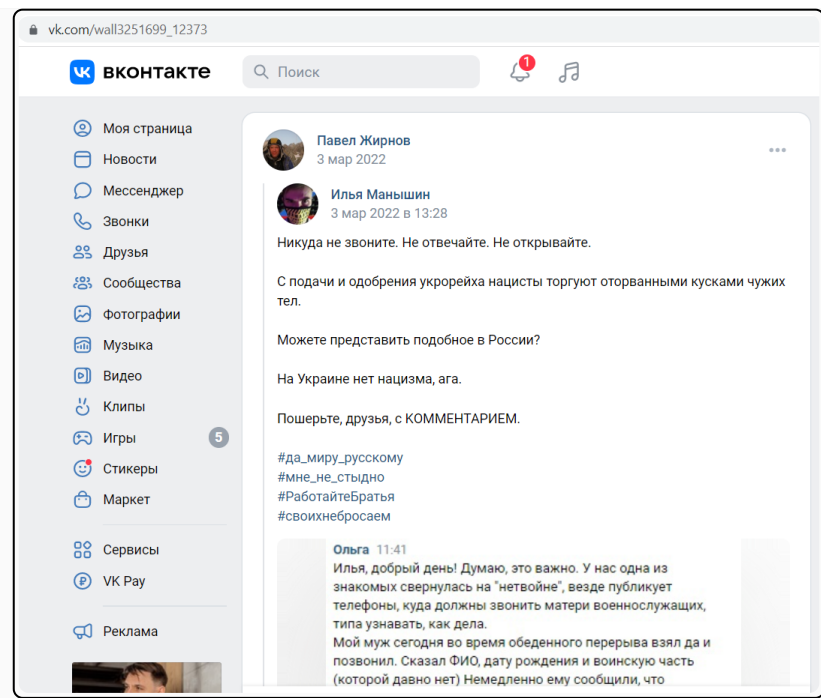 vk.com/wall3251699_12373
вконтакте
Поиск
1
Моя страница
Новости
Мессенджер
Звонки
Друзья
Сообщества
Фотографии
Музыка
Видео
Клипы
Игры
5
Стикеры
Маркет
Сервисы
VK Pay
Реклама
Павел Жирнов
3 мар 2022
Илья Манышин
3 мар 2022 в 13:28
Никуда не звоните. Не отвечайте. Не открывайте.
С подачи и одобрения укрорейха нацисты торгуют оторванными кусками чужих
тел.
Можете представить подобное в России?
На Украине нет нацизма, ага.
Пошерьте, друзья, с КОММЕНТАРИЕМ.
#да_миру_русскому
#мне_не_стыдно
#РаботайтеБратья
#своихнебросаем
Ольга 11:41
Илья, добрый день! Думаю, это важно. У нас одна из
знакомых свернулась на "нетвойне", везде публикует
телефоны, куда должны звонить матери военнослужащих,
типа узнавать, как дела.
Мой муж сегодня во время обеденного перерыва взял да и
позвонил. Сказал ФИО, дату рождения и воинскую часть
(которой давно нет) Немедленно ему сообщили, что